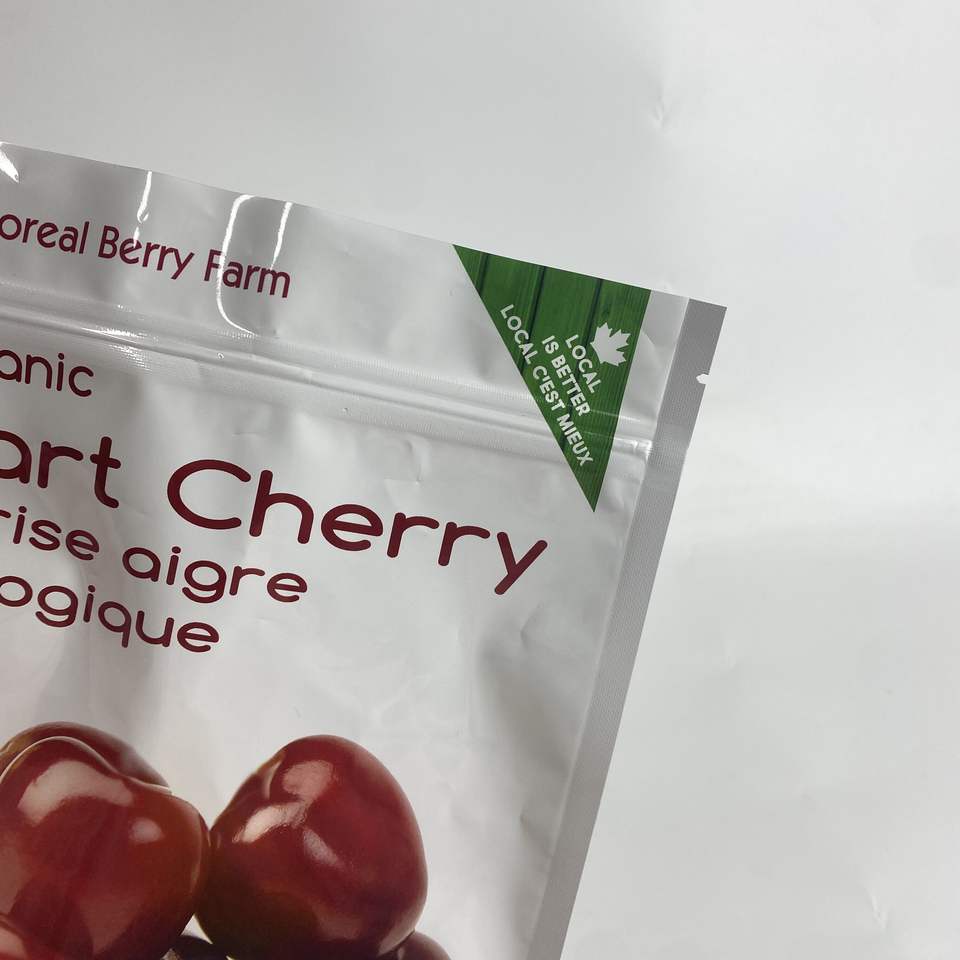 oreal Berry Farm
LOCAL
IS BETTER
LOCAL C'EST MIEUX
anic
art Cherry
rise aigre
ogique